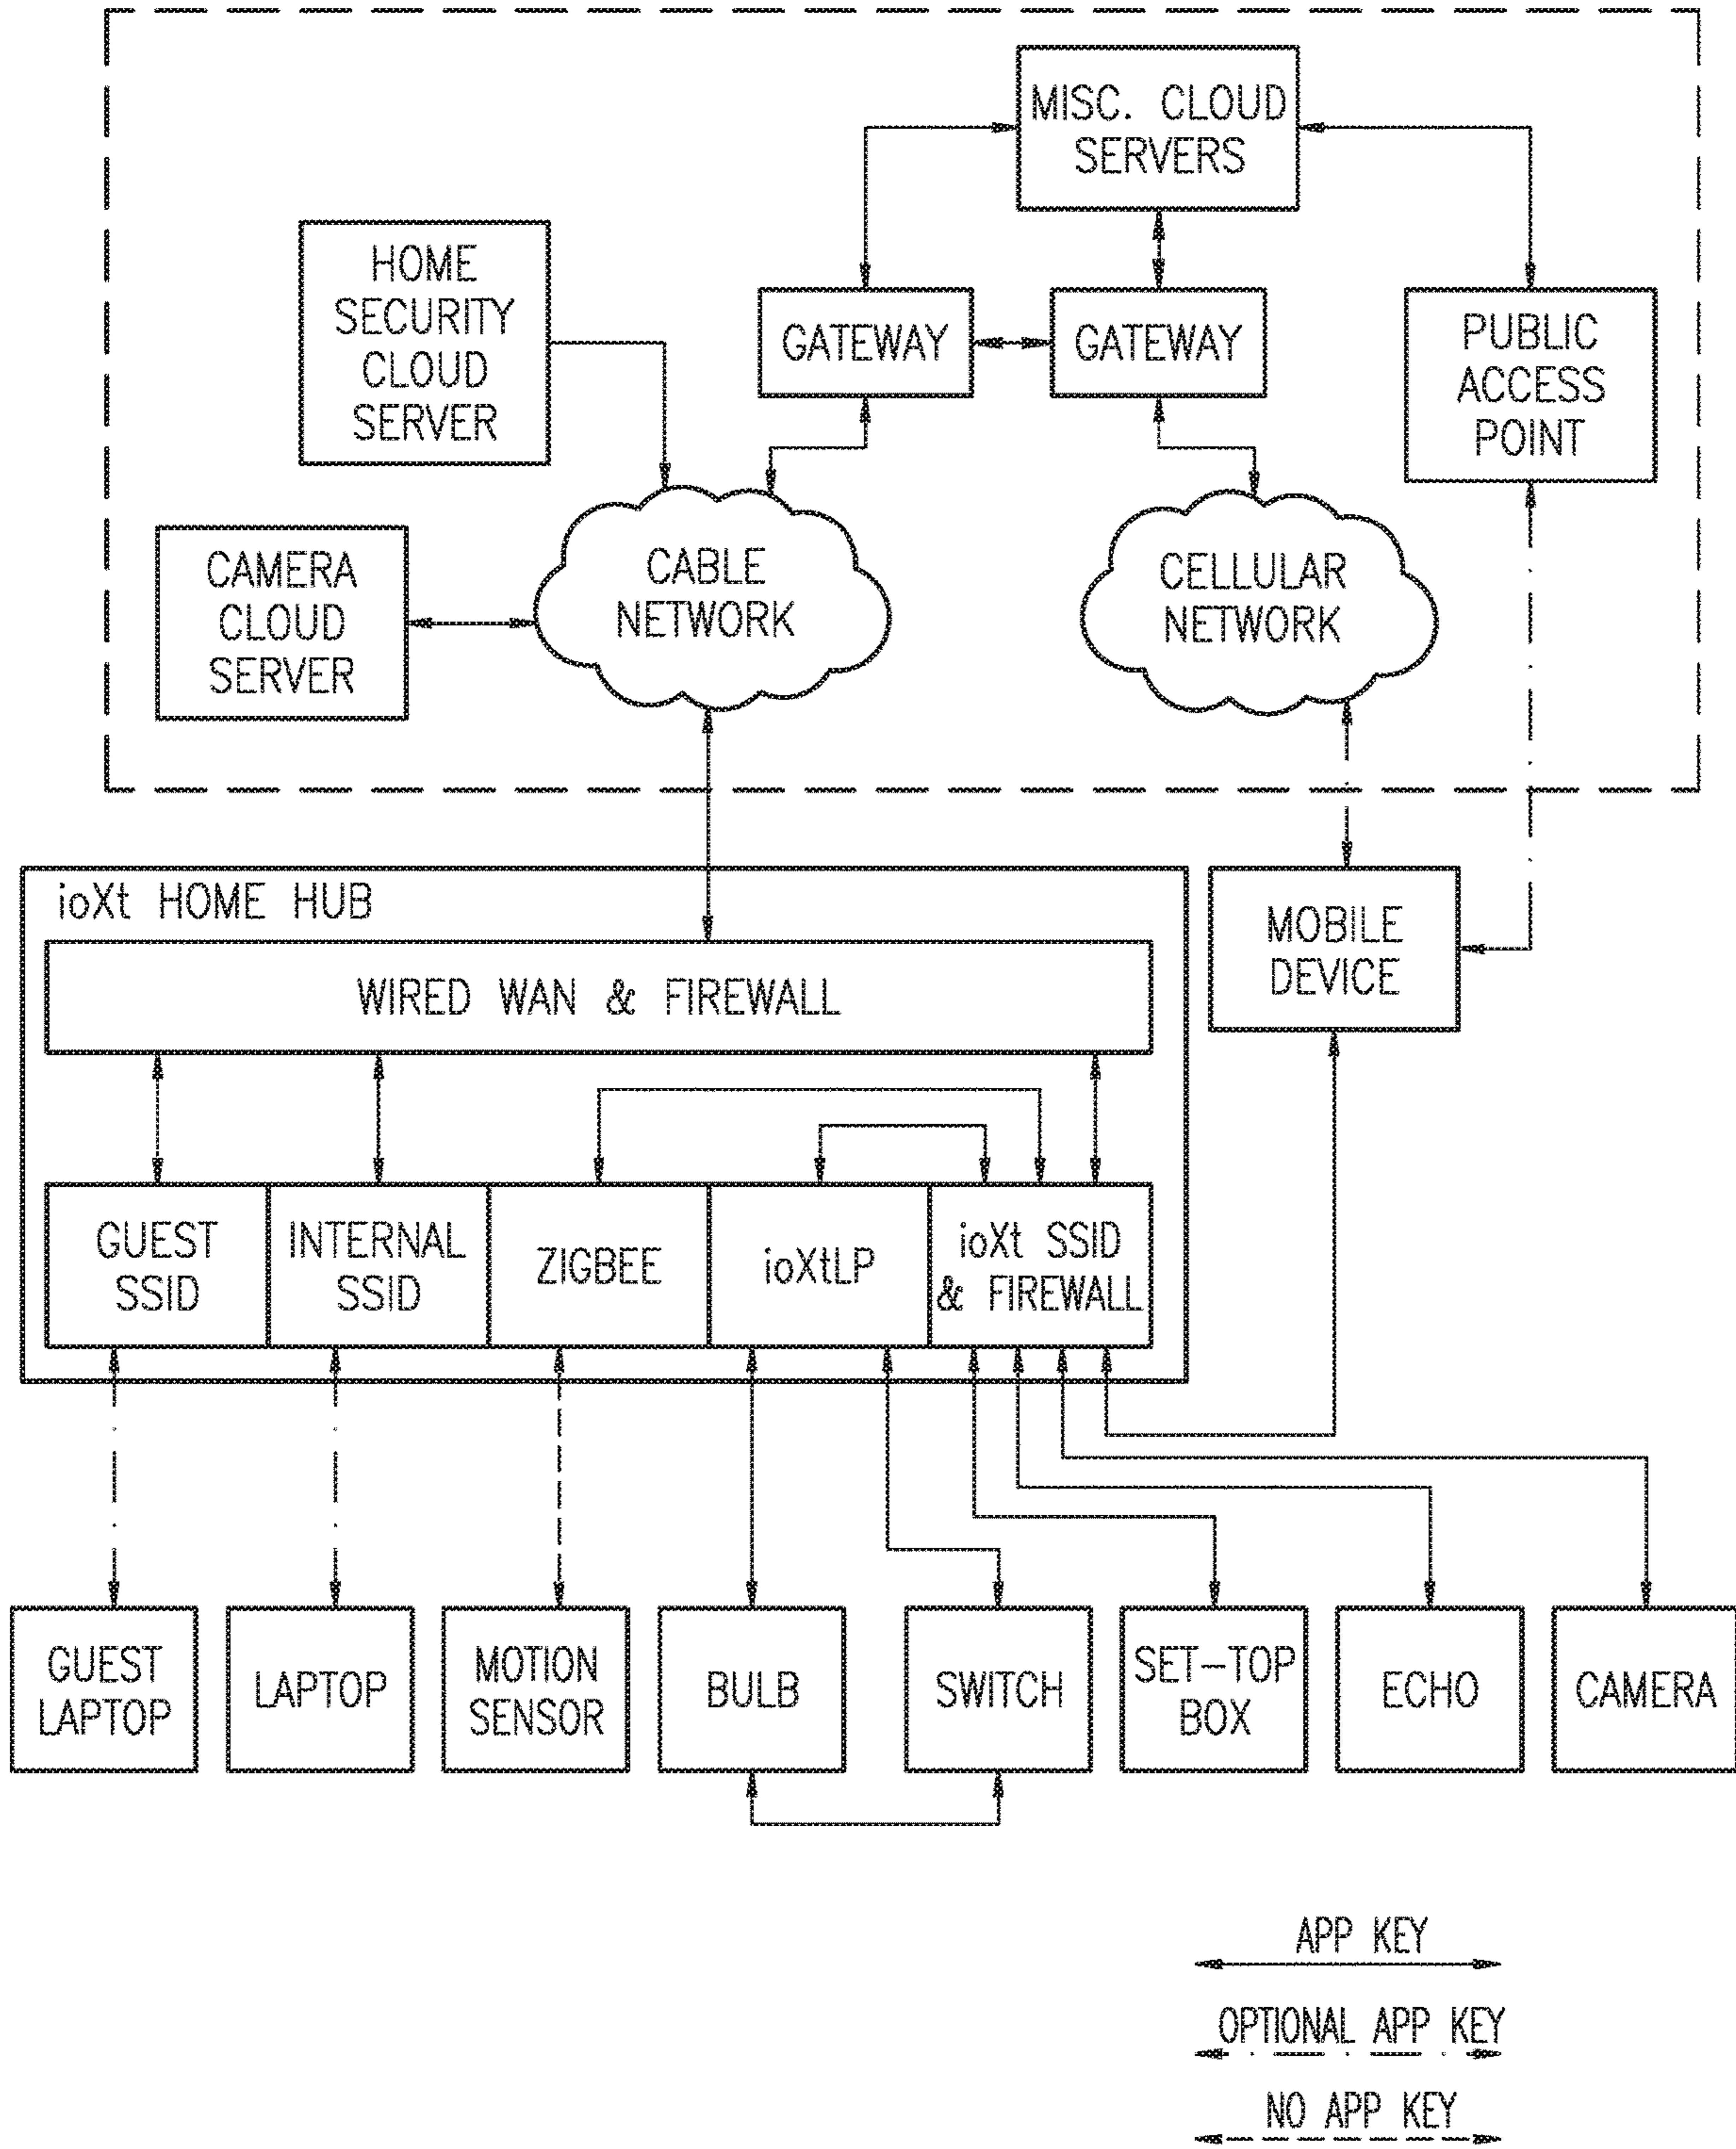 MISC. CLOUD
SERVERS
HOME
SECURITY
CLOUD
SERVER
GATEWAY
GATEWAY
PUBLIC
ACCESS
POINT
CAMERA
CLOUD
SERVER
CABLE
NETWORK
CELLULAR
NETWORK
ioXt HOME HUB
WIRED WAN & FIREWALL
MOBILE
DEVICE
GUEST
SSID
INTERNAL
SSID
ZIGBEE
ioXtLP
ioXt SSID
& FIREWALL
GUEST
LAPTOP
LAPTOP
MOTION
SENSOR
BULB
SWITCH
SET-TOP
BOX
ECHO
CAMERA
APP KEY
OPTIONAL APP KEY
NO APP KEY